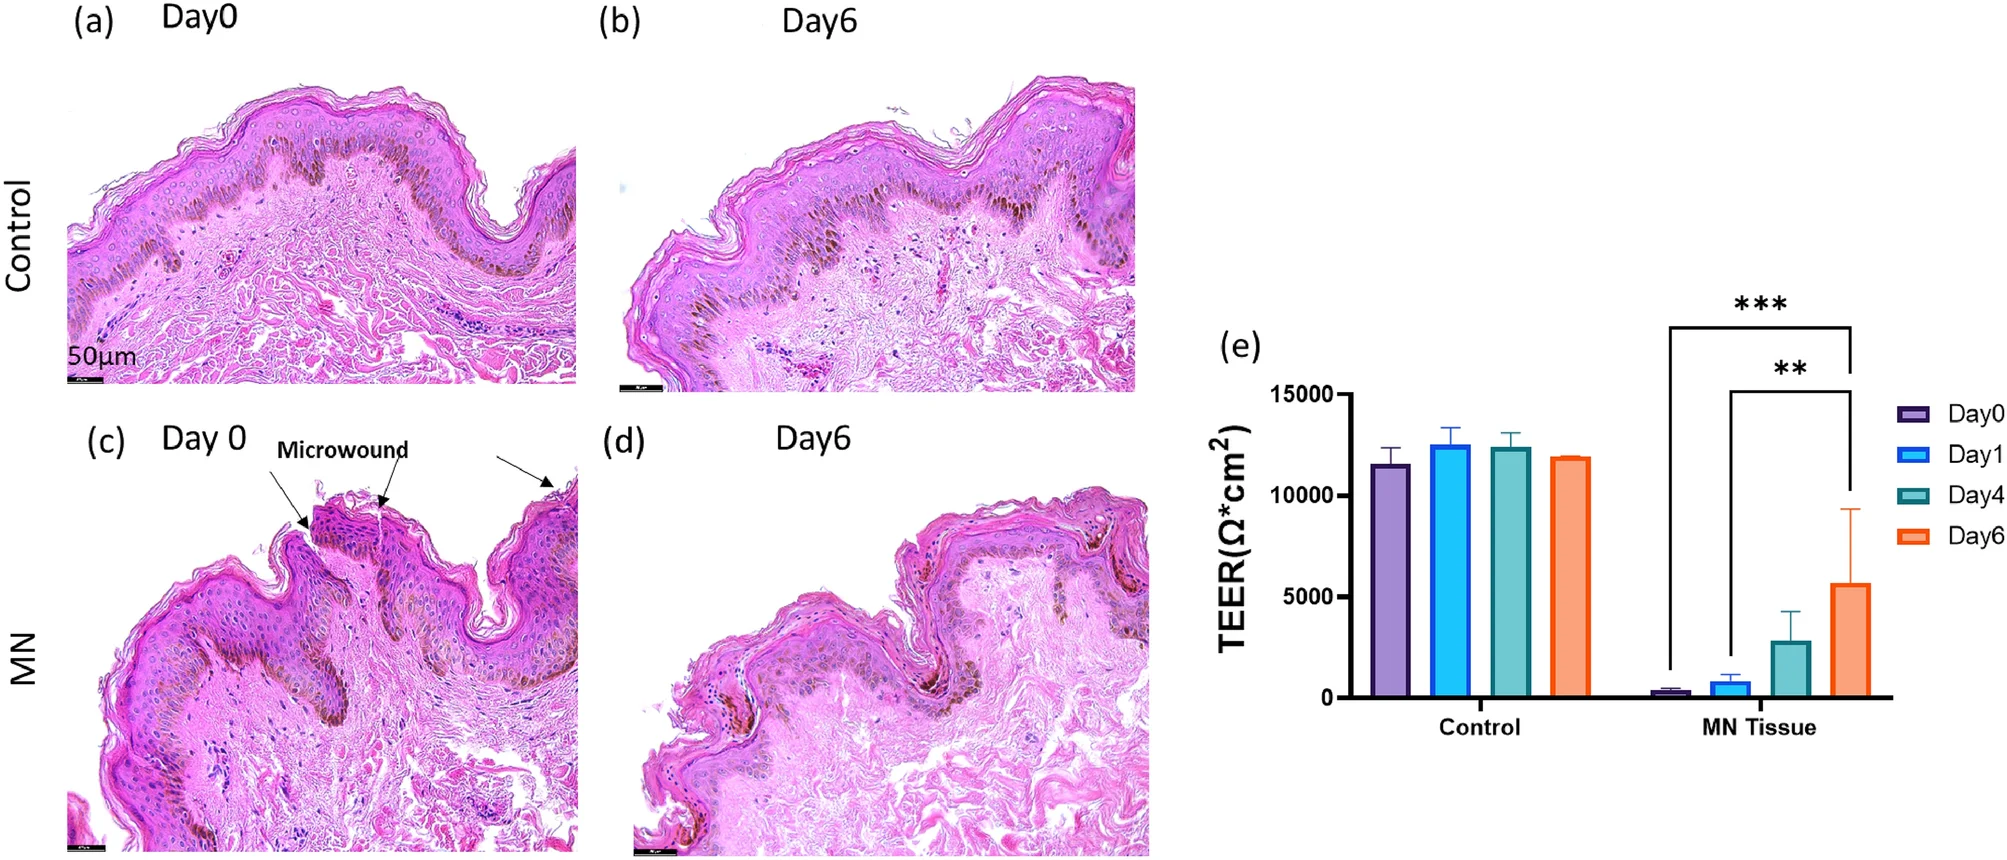 (a) Day0
(b) Day6
Control
50µm
(c) Day 0
Microwound
(d) Day6
MN
(e)
***
**
TEER(Ω*cm2)
15000
10000
5000
0
Control
MN Tissue
Day0
Day1
Day4
Day6